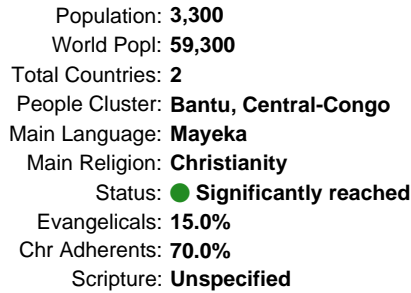 Population: 3,300
World Popl: 59,300
Total Countries: 2
People Cluster: Bantu, Central-Congo
Main Language: Mayeka
Main Religion: Christianity
Status: Significantly reached
Evangelicals: 15.0%
Chr Adherents: 70.0%
Scripture: Unspecified